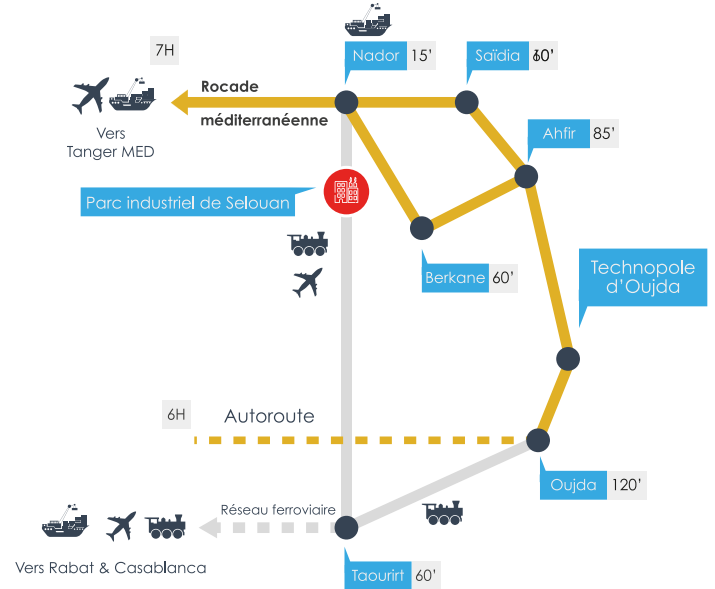 7H
Nador 15’
Saïdia
Rocade
méditerranéenne
Ahfir 85’
Vers
Tanger MED
Parc industriel de Selouan
Berkane 60’
Technopole
d’Oujda
6H
Autoroute
Oujda 120’
Réseau ferroviaire
Vers Rabat & Casablanca
Taourirt 60’